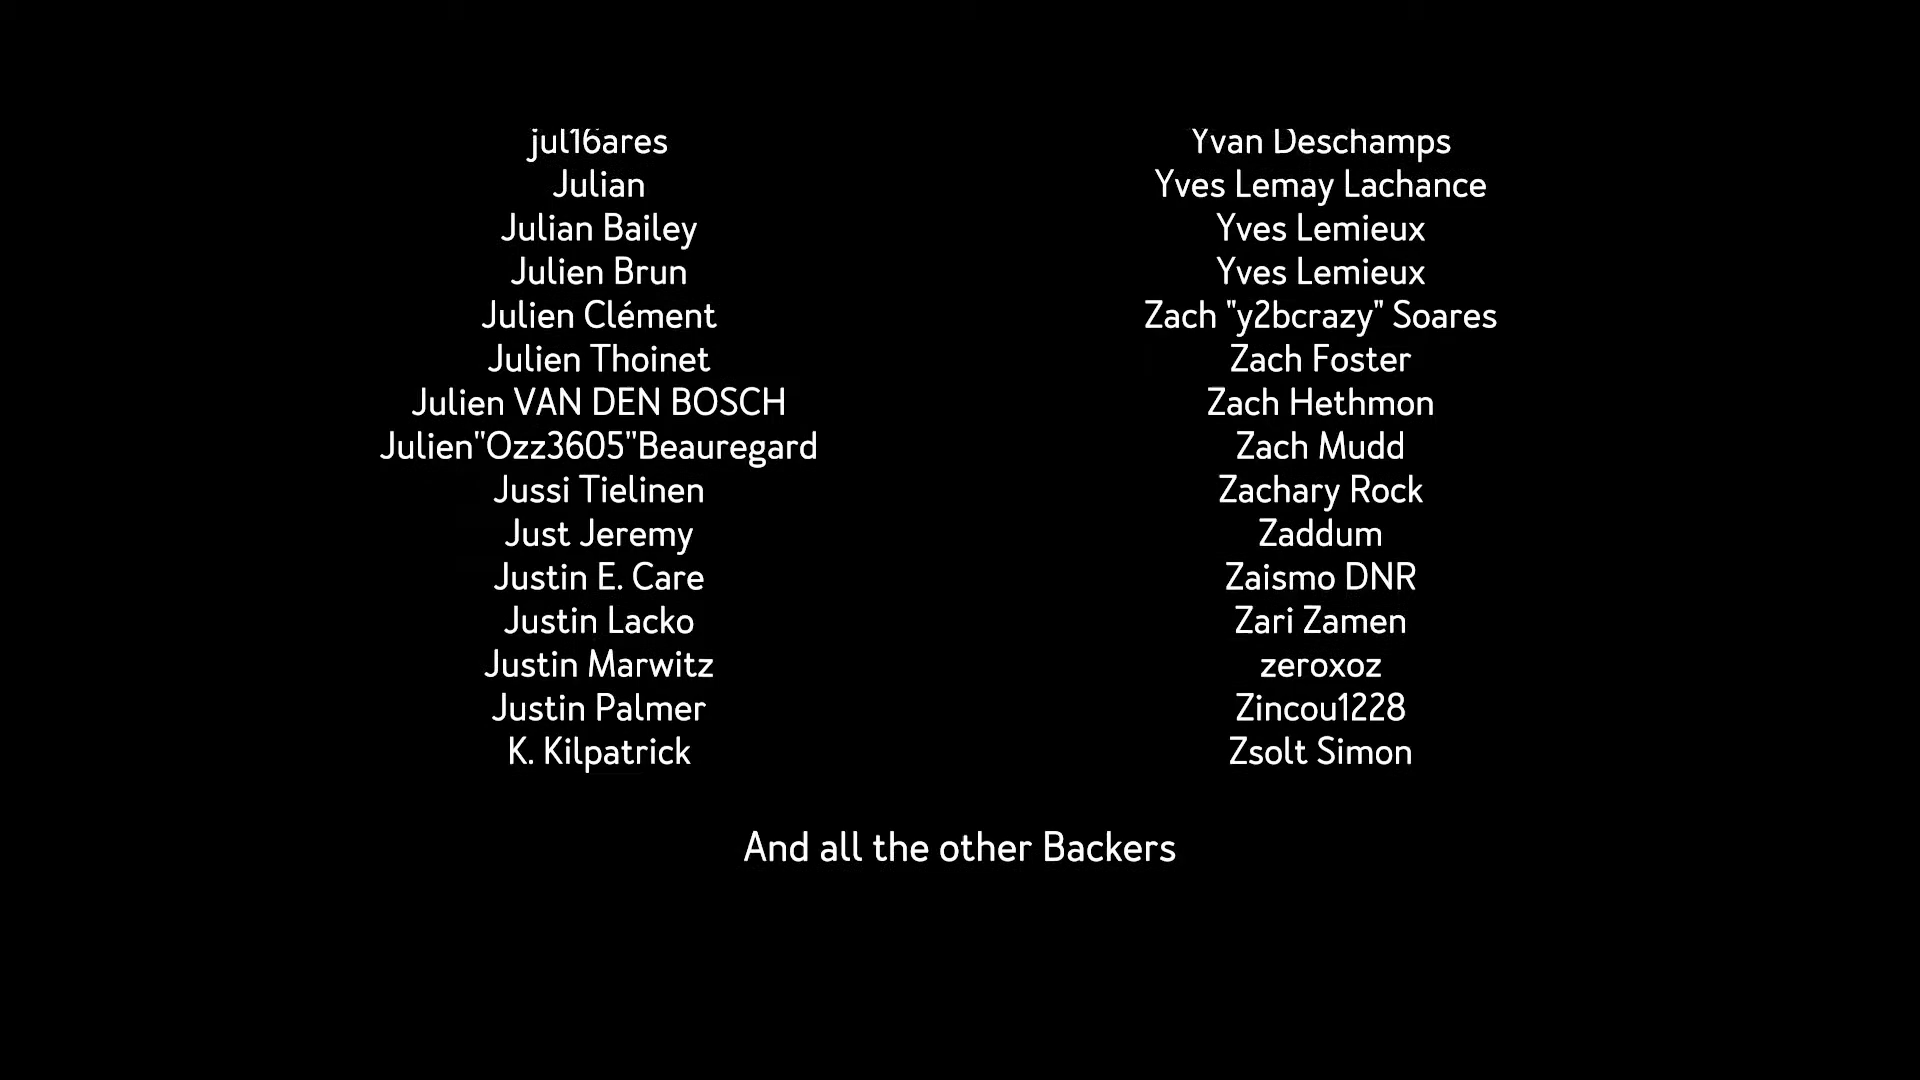 jul16ares
Julian
Julian Bailey
Julien Brun
Julien Clément
Julien Thoinet
Julien VAN DEN BOSCH
Julien"Ozz3605"Beauregard
Jussi Tielinen
Just Jeremy
Justin E. Care
Justin Lacko
Justin Marwitz
Justin Palmer
K. Kilpatrick
Yvan Deschamps
Yves Lemay Lachance
Yves Lemieux
Yves Lemieux
Zach "y2bcrazy" Soares
Zach Foster
Zach Hethmon
Zach Mudd
Zachary Rock
Zaddum
Zaismo DNR
Zari Zamen
zeroxoz
Zincou1228
Zsolt Simon
And all the other Backers